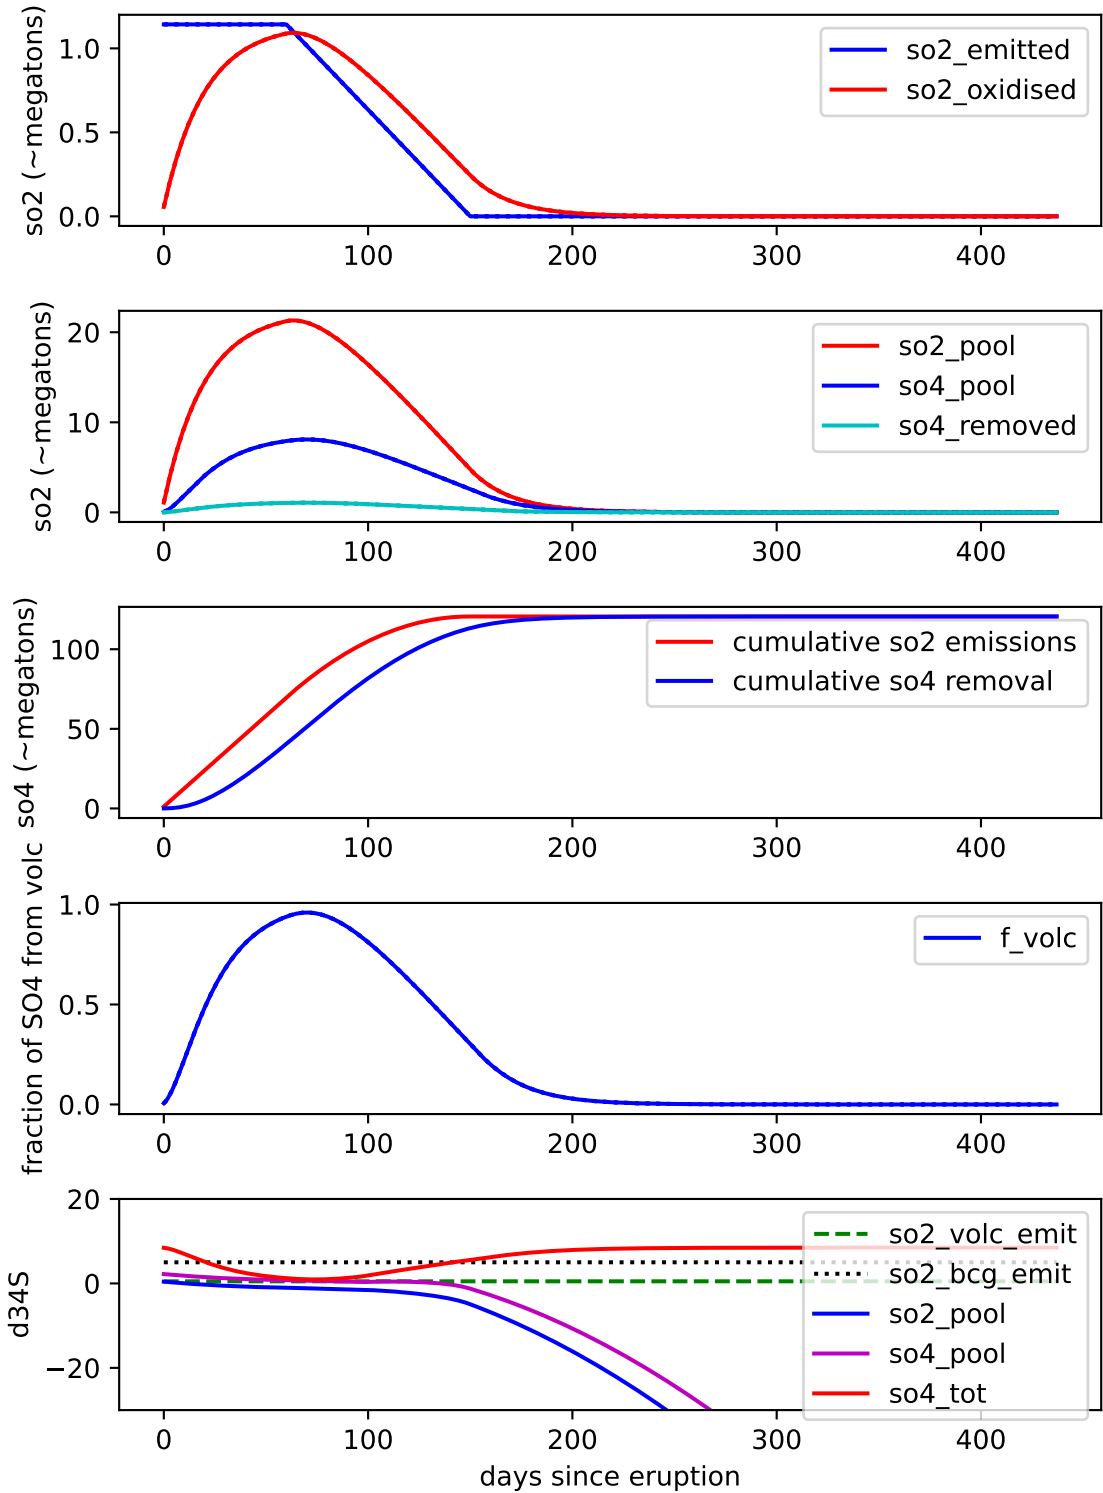 so2 (~megatons)
1.0
0.5
0.0
so2_emitted
so2_oxidised
0 100 200 300 400
so2 (~megatons)
20
10
0
so2_pool
so4_pool
so4_removed
0 100 200 300 400
so4 (~megatons)
100
50
0
cumulative so2 emissions
cumulative so4 removal
0 100 200 300 400
fraction of SO4 from volc
1.0
0.5
0.0
f_volc
0 100 200 300 400
d34S
20
0
−20
so2_volc_emit
so2_bcg_emit
so2_pool
so4_pool
so4_tot
0 100 200 300 400
days since eruption